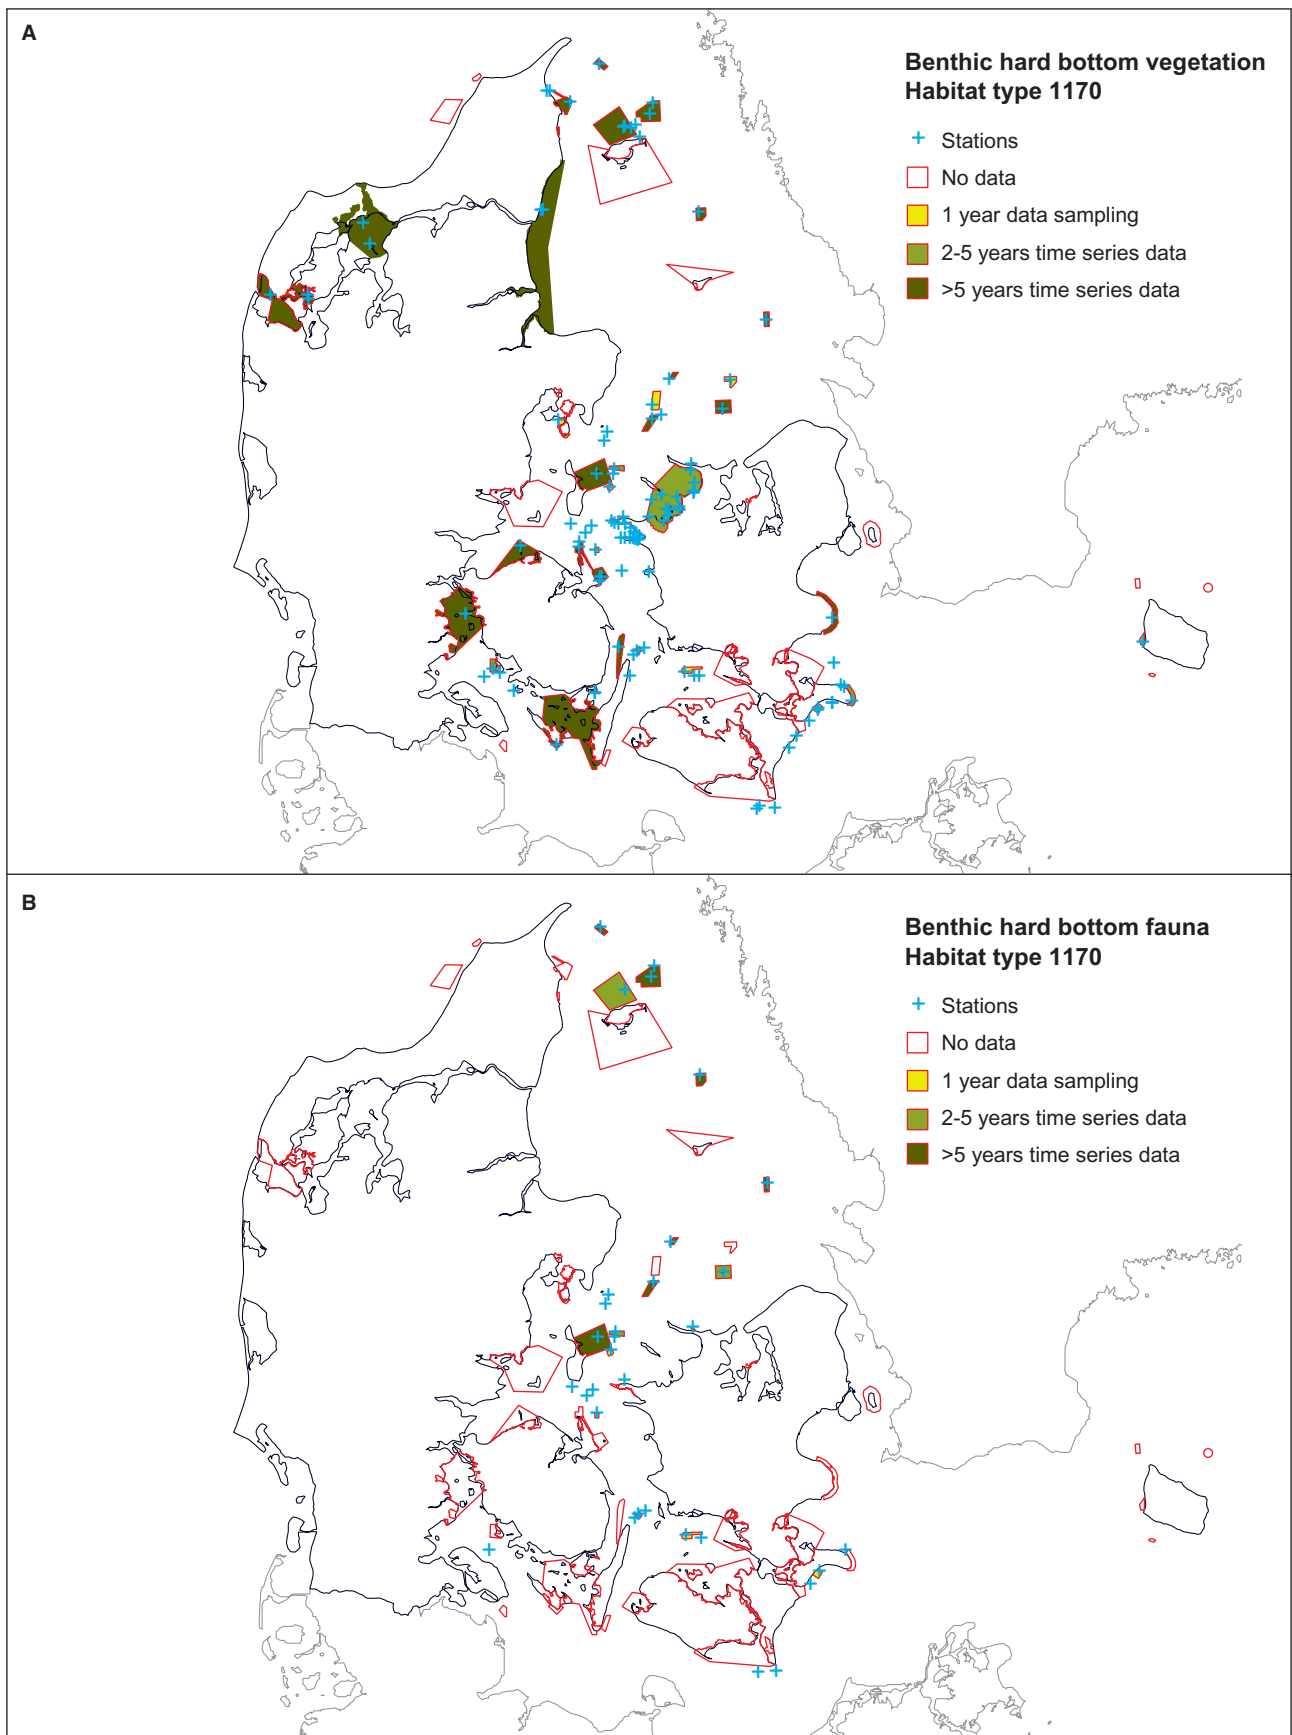 A
Benthic hard bottom vegetation
Habitat type 1170
Stations
No data
1 year data sampling
2-5 years time series data
>5 years time series data
B
Benthic hard bottom fauna
Habitat type 1170
Stations
No data
1 year data sampling
2-5 years time series data
>5 years time series data